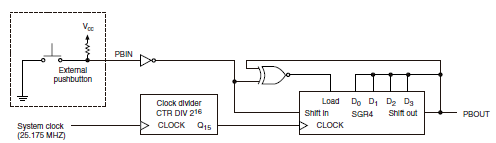 Vcc
PBIN
External
pushbutton
Clock divider
CTR DIV 2^16
CLOCK Q15
System clock
(25.175 MHZ)
Load D0 D1 D2 D3
Shift in SGR4 Shift out
CLOCK
PBOUT